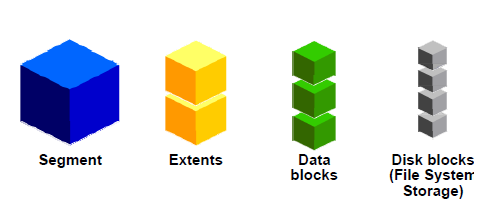 Segment
Extents
Data
blocks
Disk blocks
(File System
Storage)